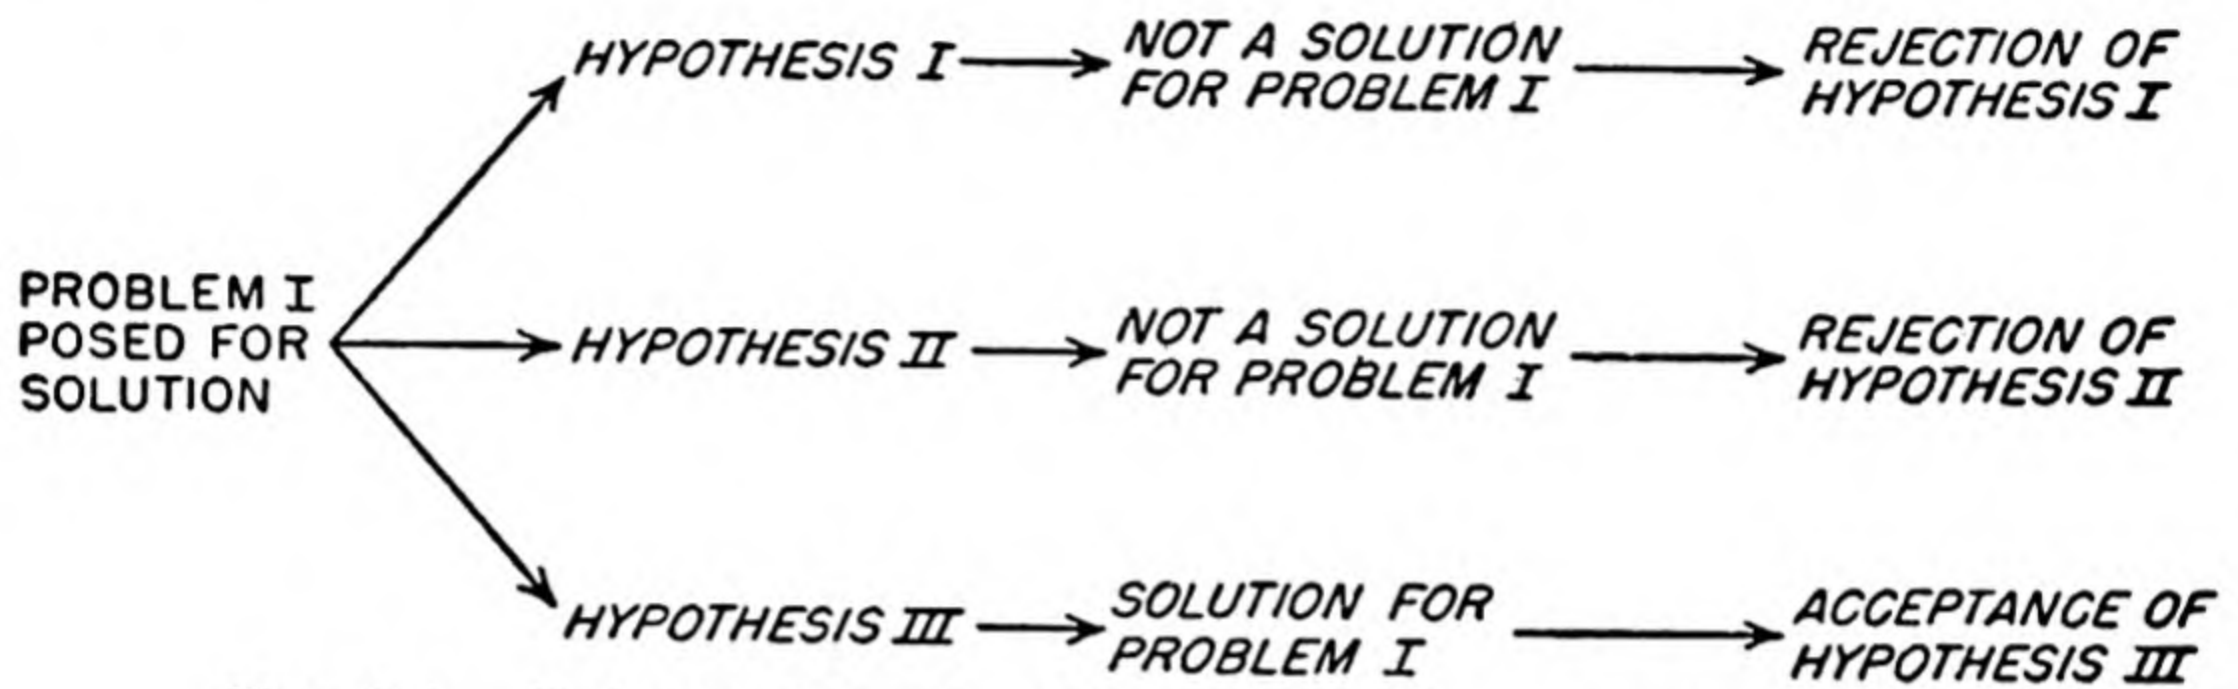 HYPOTHESIS I
NOT A SOLUTION
FOR PROBLEM I
REJECTION OF
HYPOTHESIS I
PROBLEM I
POSED FOR
SOLUTION
HYPOTHESIS II
NOT A SOLUTION
FOR PROBLEM I
REJECTION OF
HYPOTHESIS II
HYPOTHESIS III
SOLUTION FOR
PROBLEM I
ACCEPTANCE OF
HYPOTHESIS III